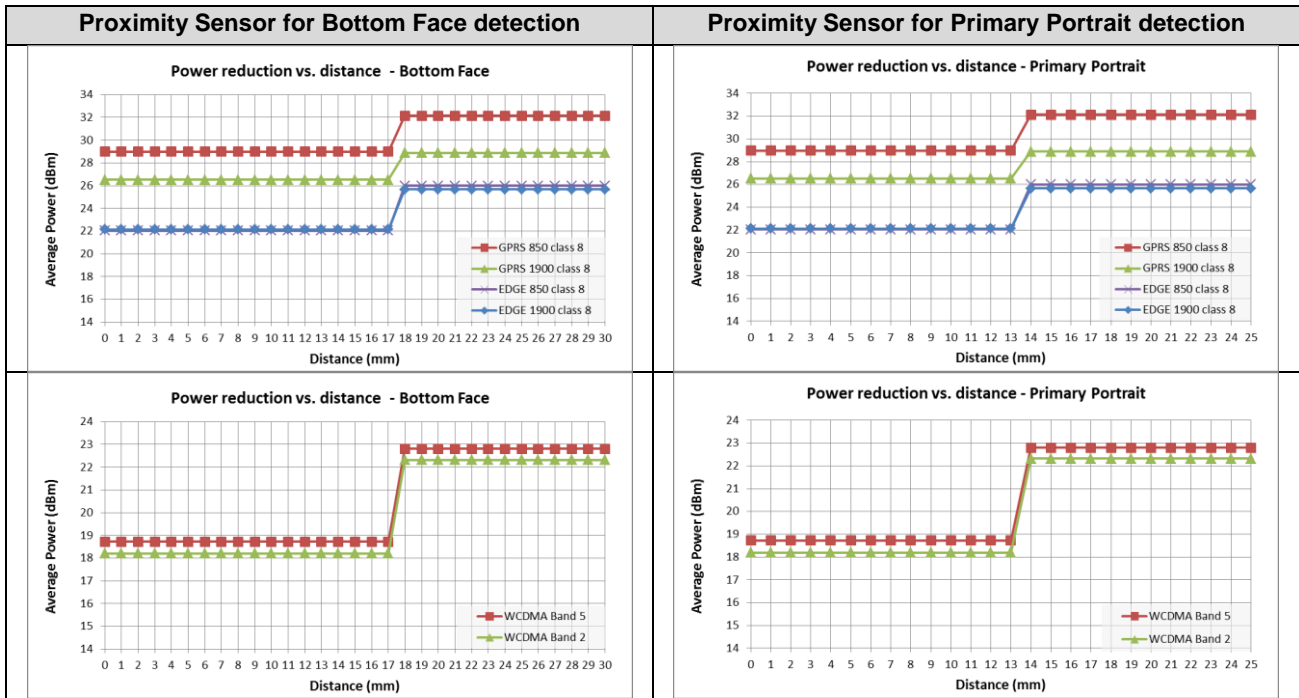 Proximity Sensor for Bottom Face detection
Proximity Sensor for Primary Portrait detection
Power reduction vs. distance - Bottom Face
Average Power (dBm)
34
32
30
28
26
24
22
20
18
16
14
GPRS 850 class 8
GPRS 1900 class 8
EDGE 850 class 8
EDGE 1900 class 8
0 1 2 3 4 5 6 7 8 9 10 11 12 13 14 15 16 17 18 19 20 21 22 23 24 25 26 27 28 29 30
Distance (mm)
Power reduction vs. distance - Primary Portrait
Average Power (dBm)
34
32
30
28
26
24
22
20
18
16
14
GPRS 850 class 8
GPRS 1900 class 8
EDGE 850 class 8
EDGE 1900 class 8
0 1 2 3 4 5 6 7 8 9 10 11 12 13 14 15 16 17 18 19 20 21 22 23 24 25
Distance (mm)
Power reduction vs. distance - Bottom Face
Average Power (dBm)
24
23
22
21
20
19
18
17
16
15
14
WCDMA Band 5
WCDMA Band 2
0 1 2 3 4 5 6 7 8 9 10 11 12 13 14 15 16 17 18 19 20 21 22 23 24 25 26 27 28 29 30
Distance (mm)
Power reduction vs. distance - Primary Portrait
Average Power (dBm)
24
23
22
21
20
19
18
17
16
15
14
WCDMA Band 5
WCDMA Band 2
0 1 2 3 4 5 6 7 8 9 10 11 12 13 14 15 16 17 18 19 20 21 22 23 24 25
Distance (mm)